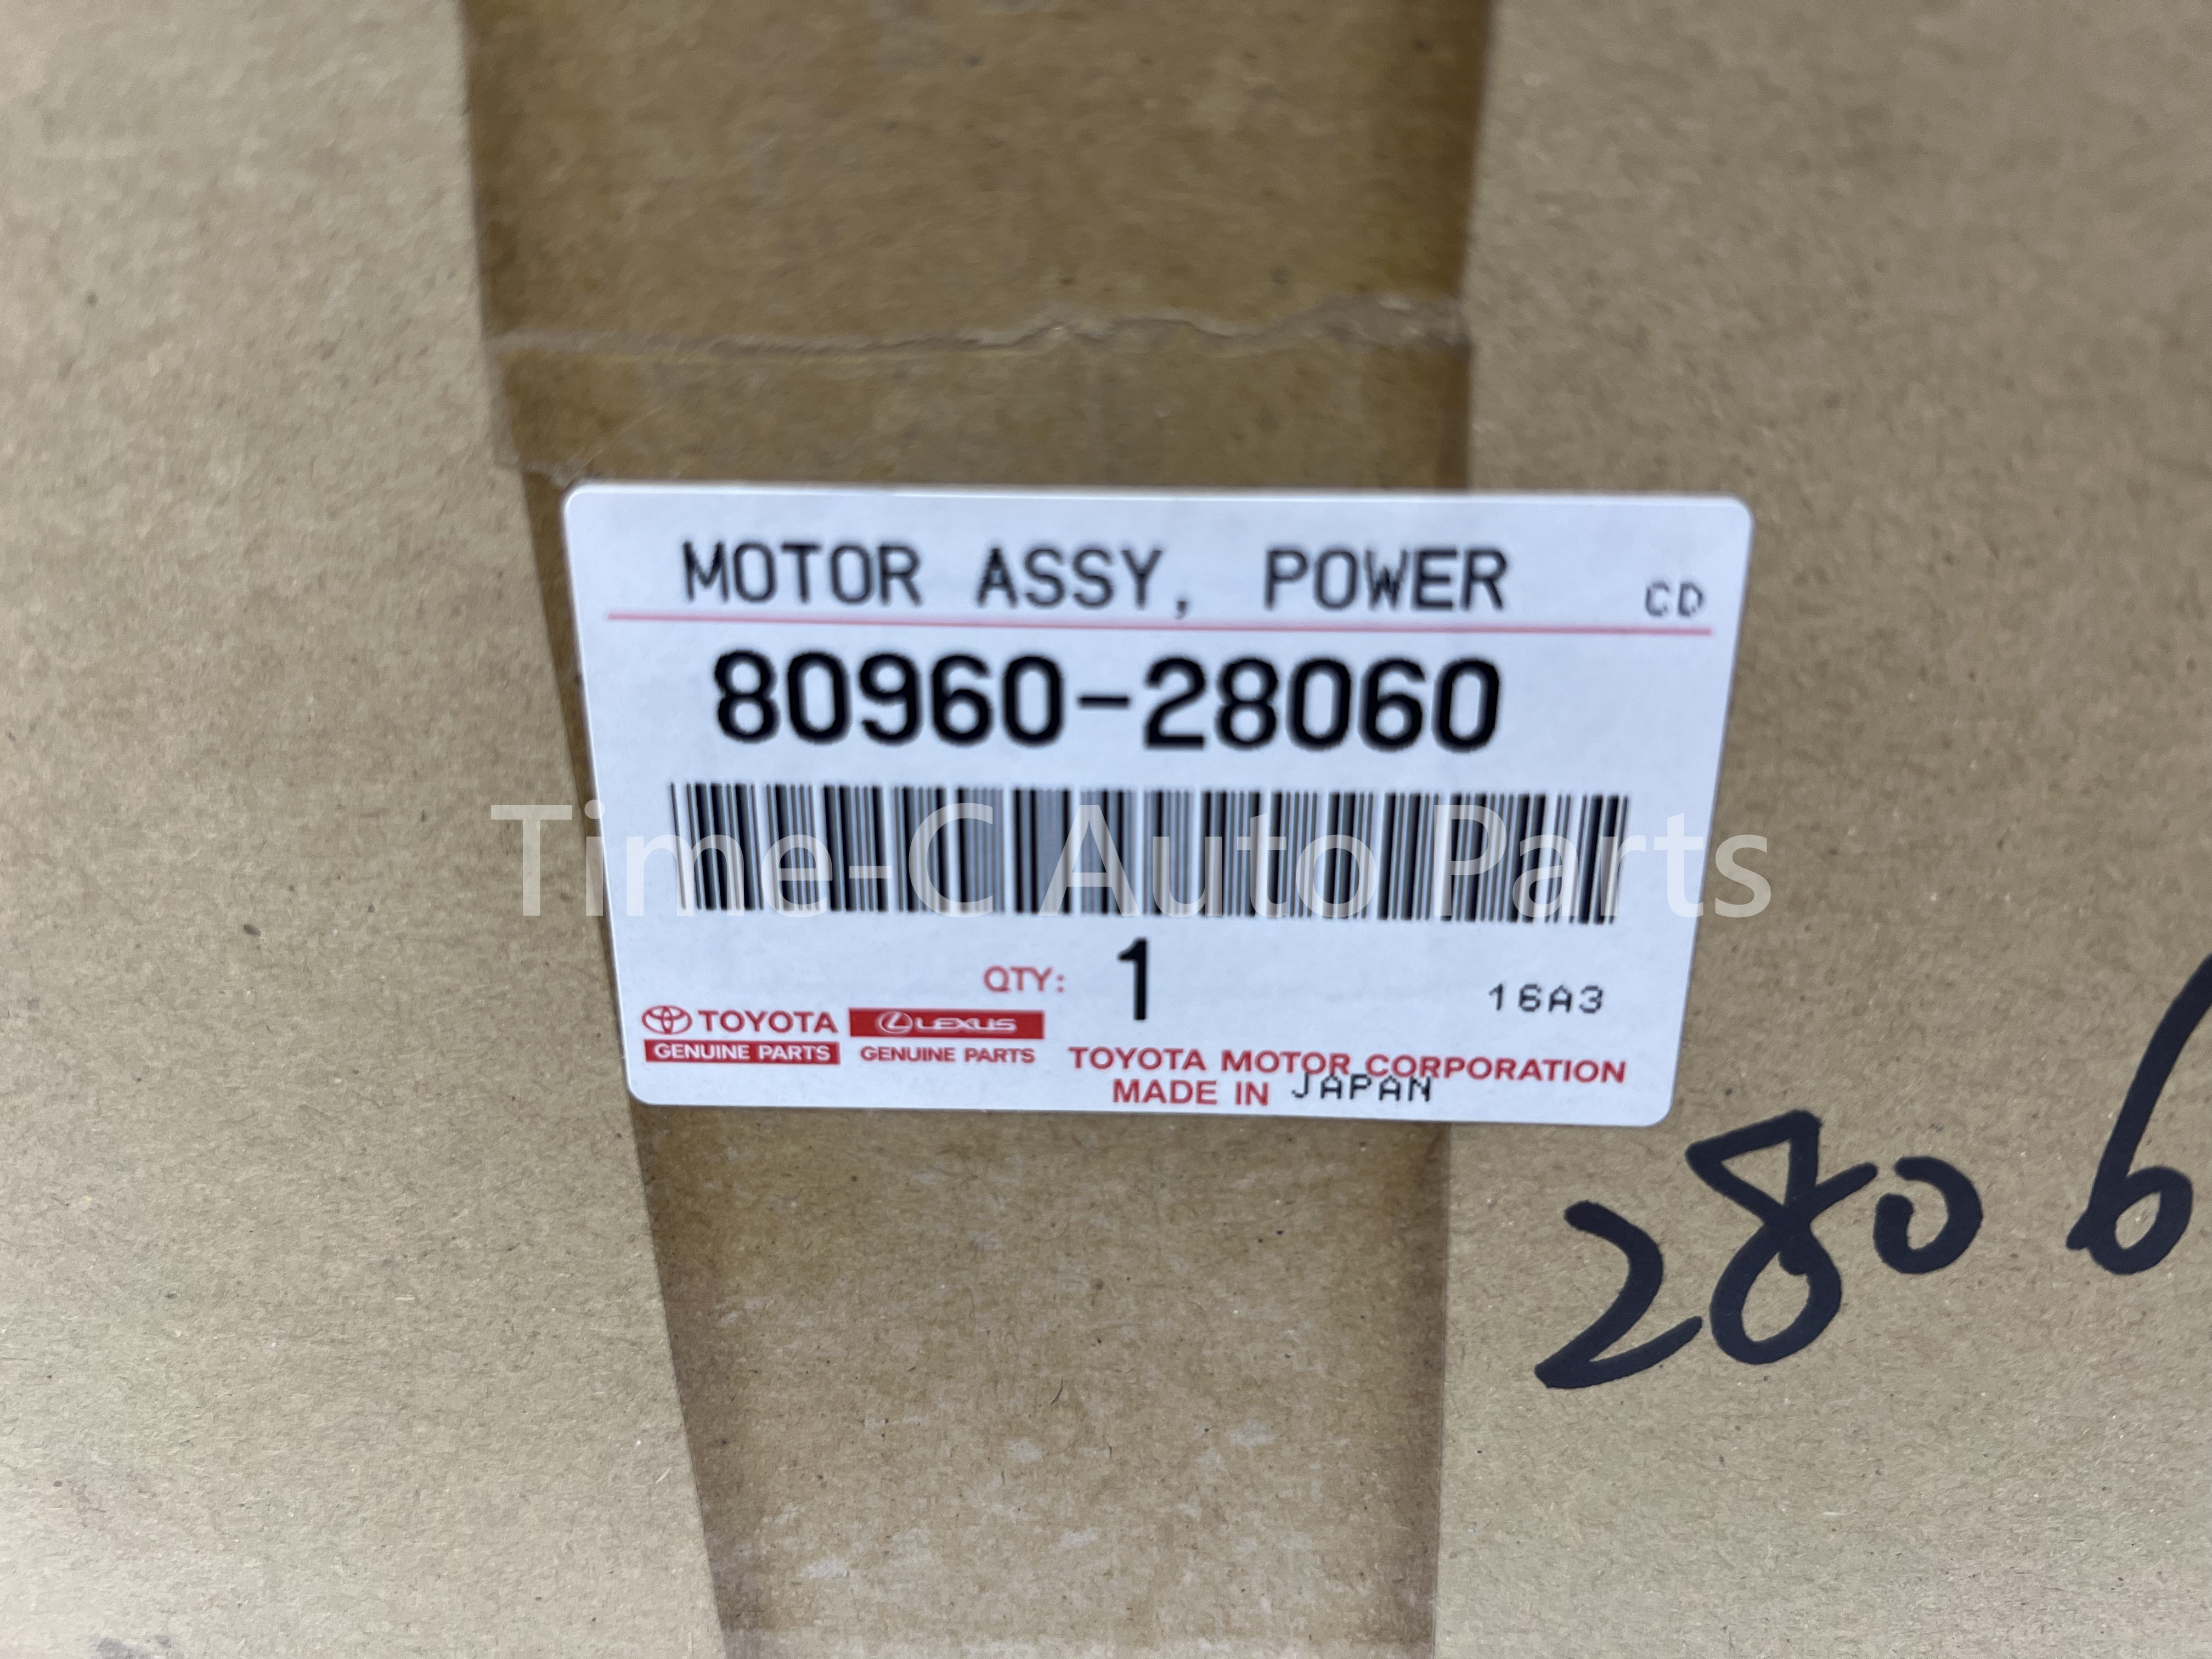 MOTOR ASSY, POWER CD
80960-28060
Time-C Auto Parts
QTY: 1 16A3
TOYOTA LEXUS
GENUINE PARTS GENUINE PARTS
TOYOTA MOTOR CORPORATION
MADE IN JAPAN
2806